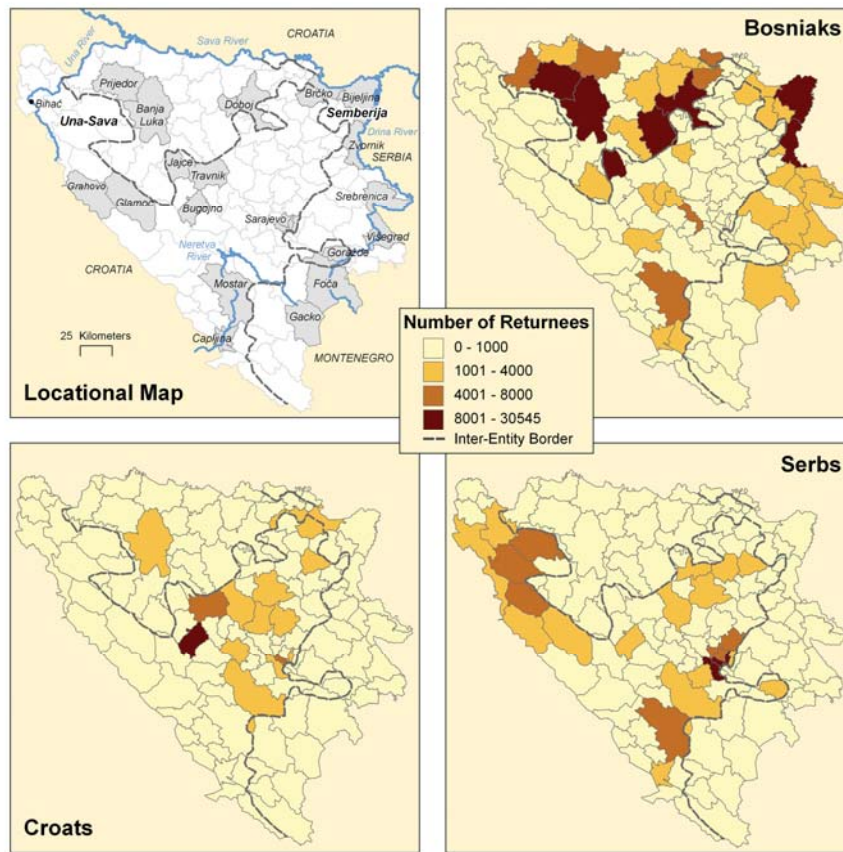 CROATIA
Sava River
Una River
Bosniaks
Prijedor
Banja
Luka
Doboj
Brčko
Bijeljina
Bihać
Una-Sava
Semberija
Drina River
Zvornik
SERBIA
Jajce
Travnik
Grahovo
Glamoc
Bugojno
Srebrenica
Sarajevo
Višegrad
Neretva
River
Goražde
CROATIA
Mostar
Foča
Gacko
25 Kilometers
Capljina
MONTENEGRO
Locational Map
Number of Returnees
0 - 1000
1001 - 4000
4001 - 8000
8001 - 30545
Inter-Entity Border
Serbs
Croats